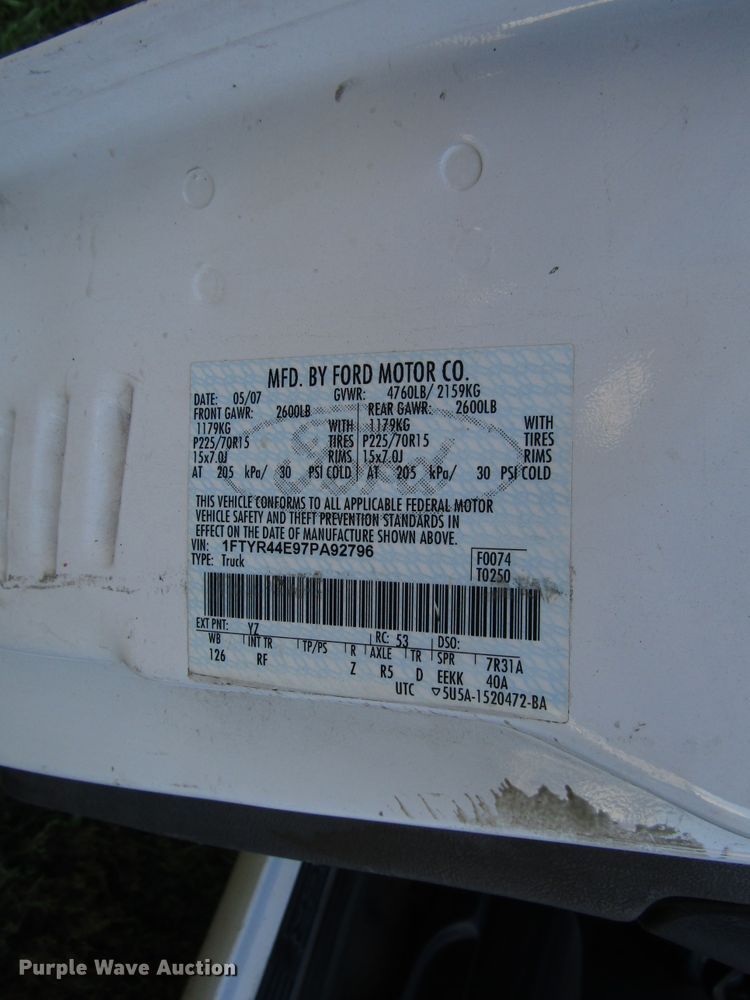 MFD. BY FORD MOTOR CO.
DATE: 05/07 GVWR: 4760LB/ 2159KG
FRONT GAWR: 2600LB REAR GAWR: 2600LB
1179KG WITH 1179KG WITH
P225/70R15 TIRES P225/70R15 TIRES
15x7.0J RIMS 15x7.0J RIMS
AT 205 kPa/ 30 PSI COLD AT 205 kPa/ 30 PSI COLD
Ford
THIS VEHICLE CONFORMS TO ALL APPLICABLE FEDERAL MOTOR
VEHICLE SAFETY AND THEFT PREVENTION STANDARDS IN
EFFECT ON THE DATE OF MANUFACTURE SHOWN ABOVE.
VIN: 1FTYR44E97PA92796
TYPE: Truck
F0074
T0250
EXT PNT: YZ RC: 53 DSO:
WB INT TR TP/PS R AXLE TR SPR 7R31A
126 RF Z R5 D EEKK 40A
UTC ▽5U5A-1520472-BA
Purple Wave Auction